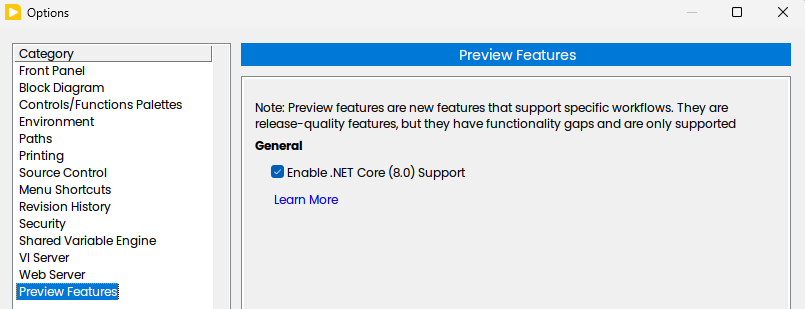 Options
Category
Front Panel
Block Diagram
Controls/Functions Palettes
Environment
Paths
Printing
Source Control
Menu Shortcuts
Revision History
Security
Shared Variable Engine
VI Server
Web Server
Preview Features
Preview Features
Note: Preview features are new features that support specific workflows. They are
release-quality features, but they have functionality gaps and are only supported
General
Enable .NET Core (8.0) Support
Learn More